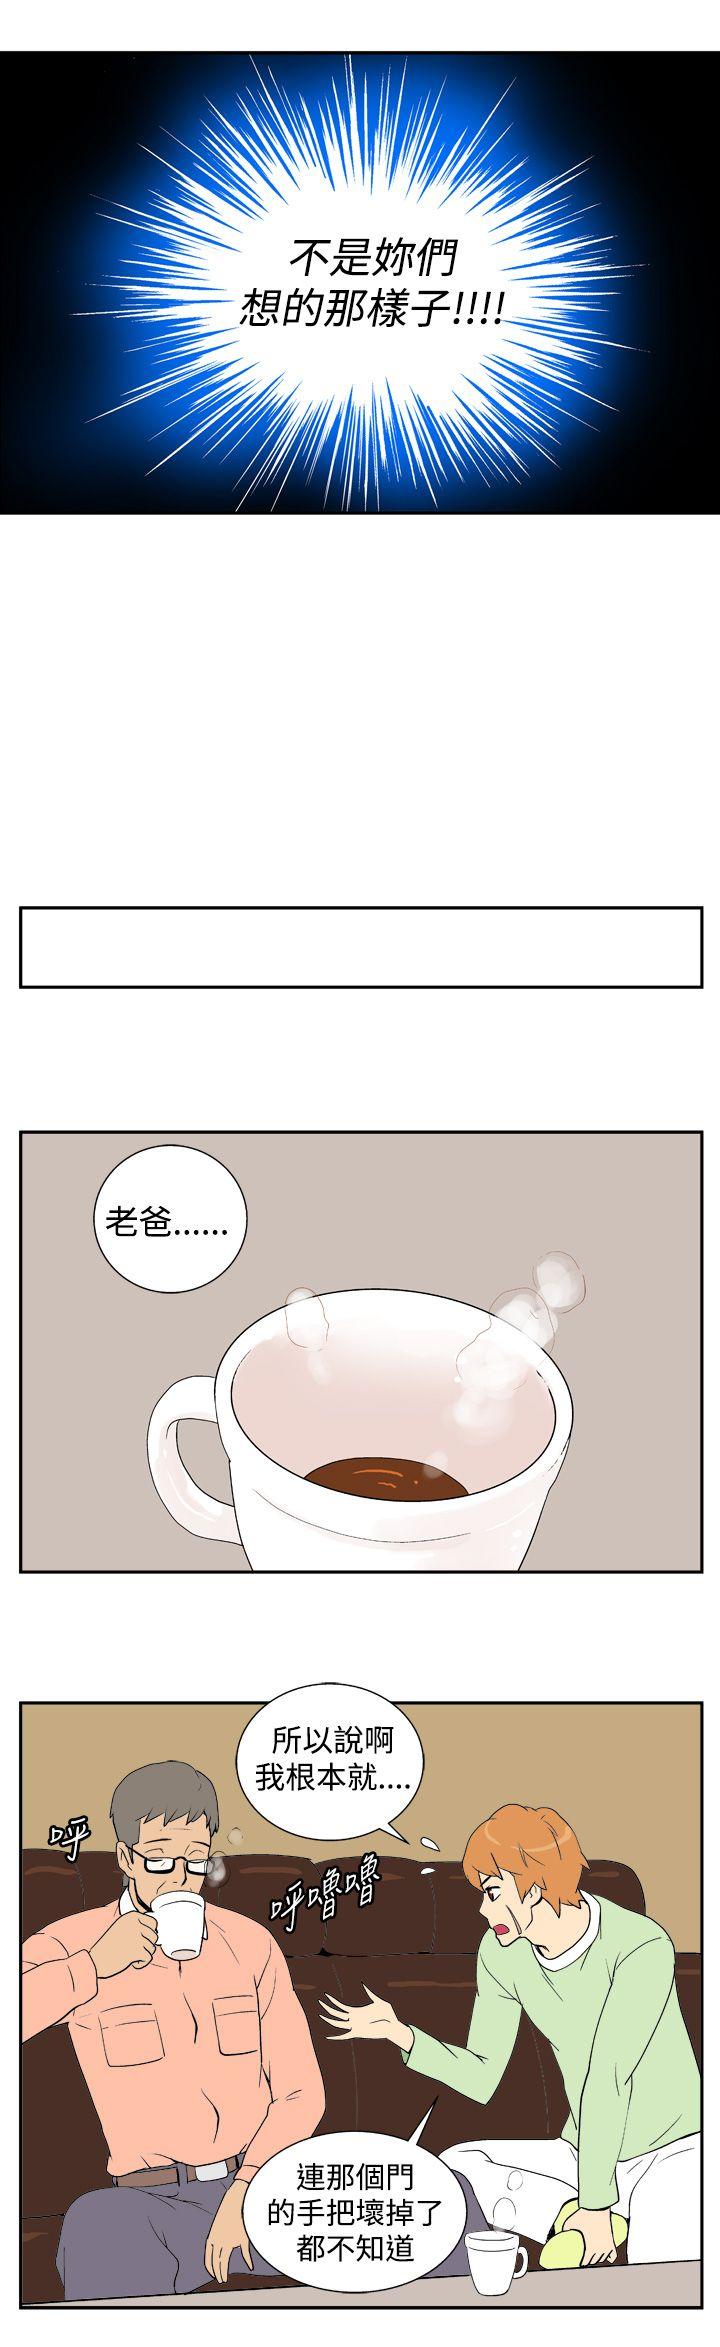 不是妳們
想的那樣子!!!!
老爸......
所以說啊
我根本就....
呼
呼嚕嚕
連那個門
的手把壞掉了
都不知道